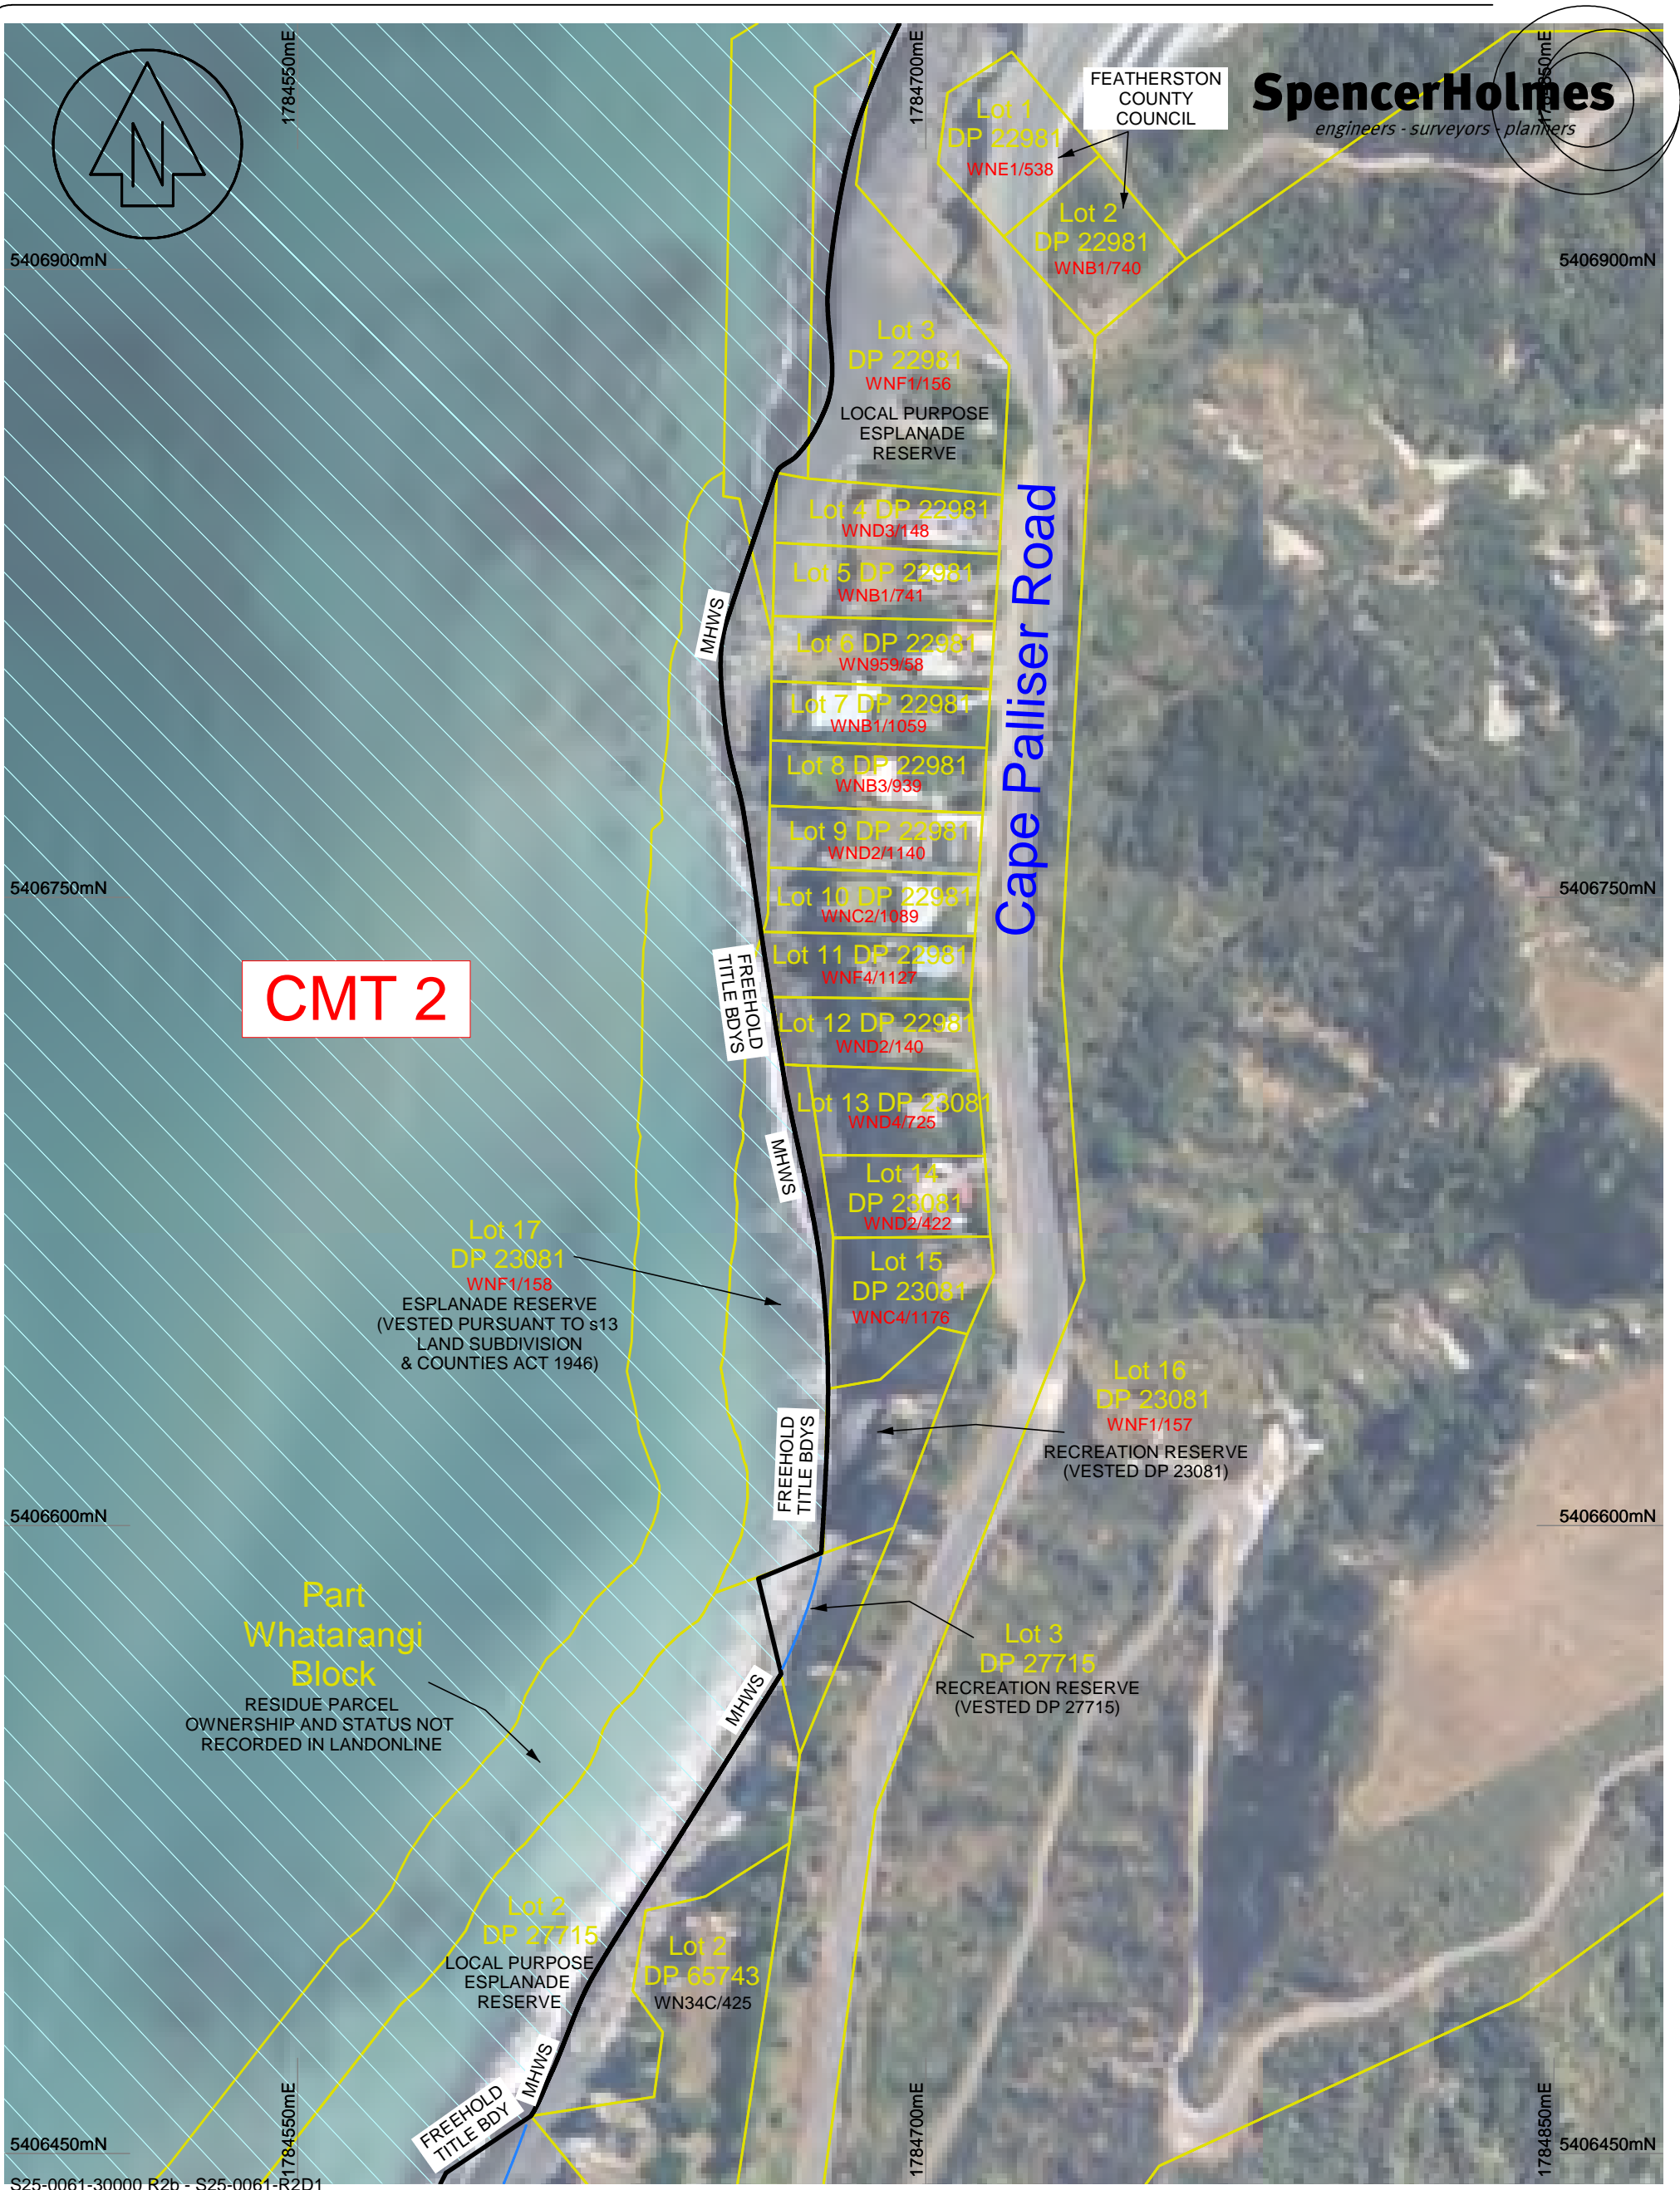 1784550mE
1784700mE
1784850mE
FEATHERSTON
COUNTY
COUNCIL
SpencerHolmes
engineers - surveyors - planners
N
Lot 1
DP 22981
WNE1/538
Lot 2
DP 22981
WNB1/740
5406900mN
5406900mN
Lot 3
DP 22981
WNF1/156
LOCAL PURPOSE
ESPLANADE
RESERVE
Lot 4 DP 22981
WND3/148
Lot 5 DP 22981
WNB1/741
MHWS
Lot 6 DP 22981
WN959/58
Lot 7 DP 22981
WNB1/1059
Cape Palliser Road
Lot 8 DP 22981
WNB3/939
Lot 9 DP 22981
WND2/1140
5406750mN
5406750mN
Lot 10 DP 22981
WNC2/1089
Lot 11 DP 22981
WNF4/1127
CMT 2
FREEHOLD
TITLE BDYS
Lot 12 DP 22981
WND2/140
Lot 13 DP 23081
WND4/725
MHWS
Lot 14
DP 23081
WND2/422
Lot 17
DP 23081
WNF1/158
ESPLANADE RESERVE
(VESTED PURSUANT TO s13
LAND SUBDIVISION
& COUNTIES ACT 1946)
Lot 15
DP 23081
WNC4/1176
Lot 16
DP 23081
WNF1/157
RECREATION RESERVE
(VESTED DP 23081)
FREEHOLD
TITLE BDYS
5406600mN
5406600mN
Part
Whatarangi
Block
RESIDUE PARCEL
OWNERSHIP AND STATUS NOT
RECORDED IN LANDONLINE
Lot 3
DP 27715
RECREATION RESERVE
(VESTED DP 27715)
MHWS
Lot 2
DP 27715
LOCAL PURPOSE
ESPLANADE
RESERVE
Lot 2
DP 65743
WN34C/425
MHWS
FREEHOLD
TITLE BDY
1784550mE
1784700mE
1784850mE
5406450mN
5406450mN
S25-0061-30000 R2b - S25-0061-R2D1